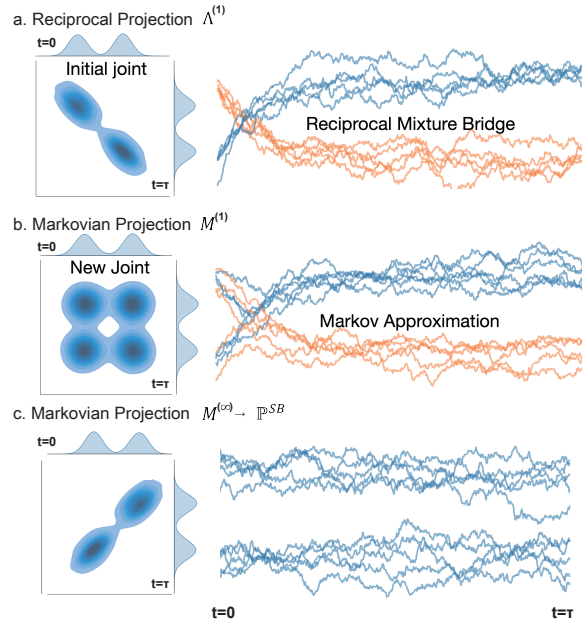 a. Reciprocal Projection Λ⁽¹⁾
t=0
Initial joint
t=τ
Reciprocal Mixture Bridge
b. Markovian Projection M⁽¹⁾
t=0
New Joint
t=τ
Markov Approximation
c. Markovian Projection M⁽∞⁾→ ℙ^SB
t=0
t=τ
t=0
t=τ